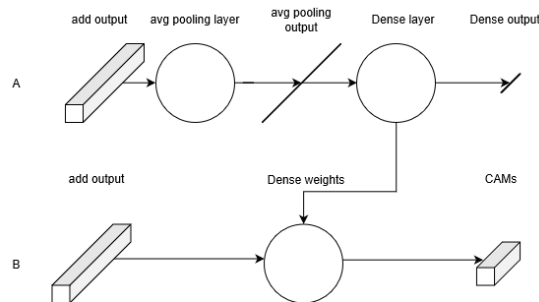 add output
avg pooling layer
avg pooling
output
Dense layer
Dense output
A
add output
Dense weights
CAMs
B